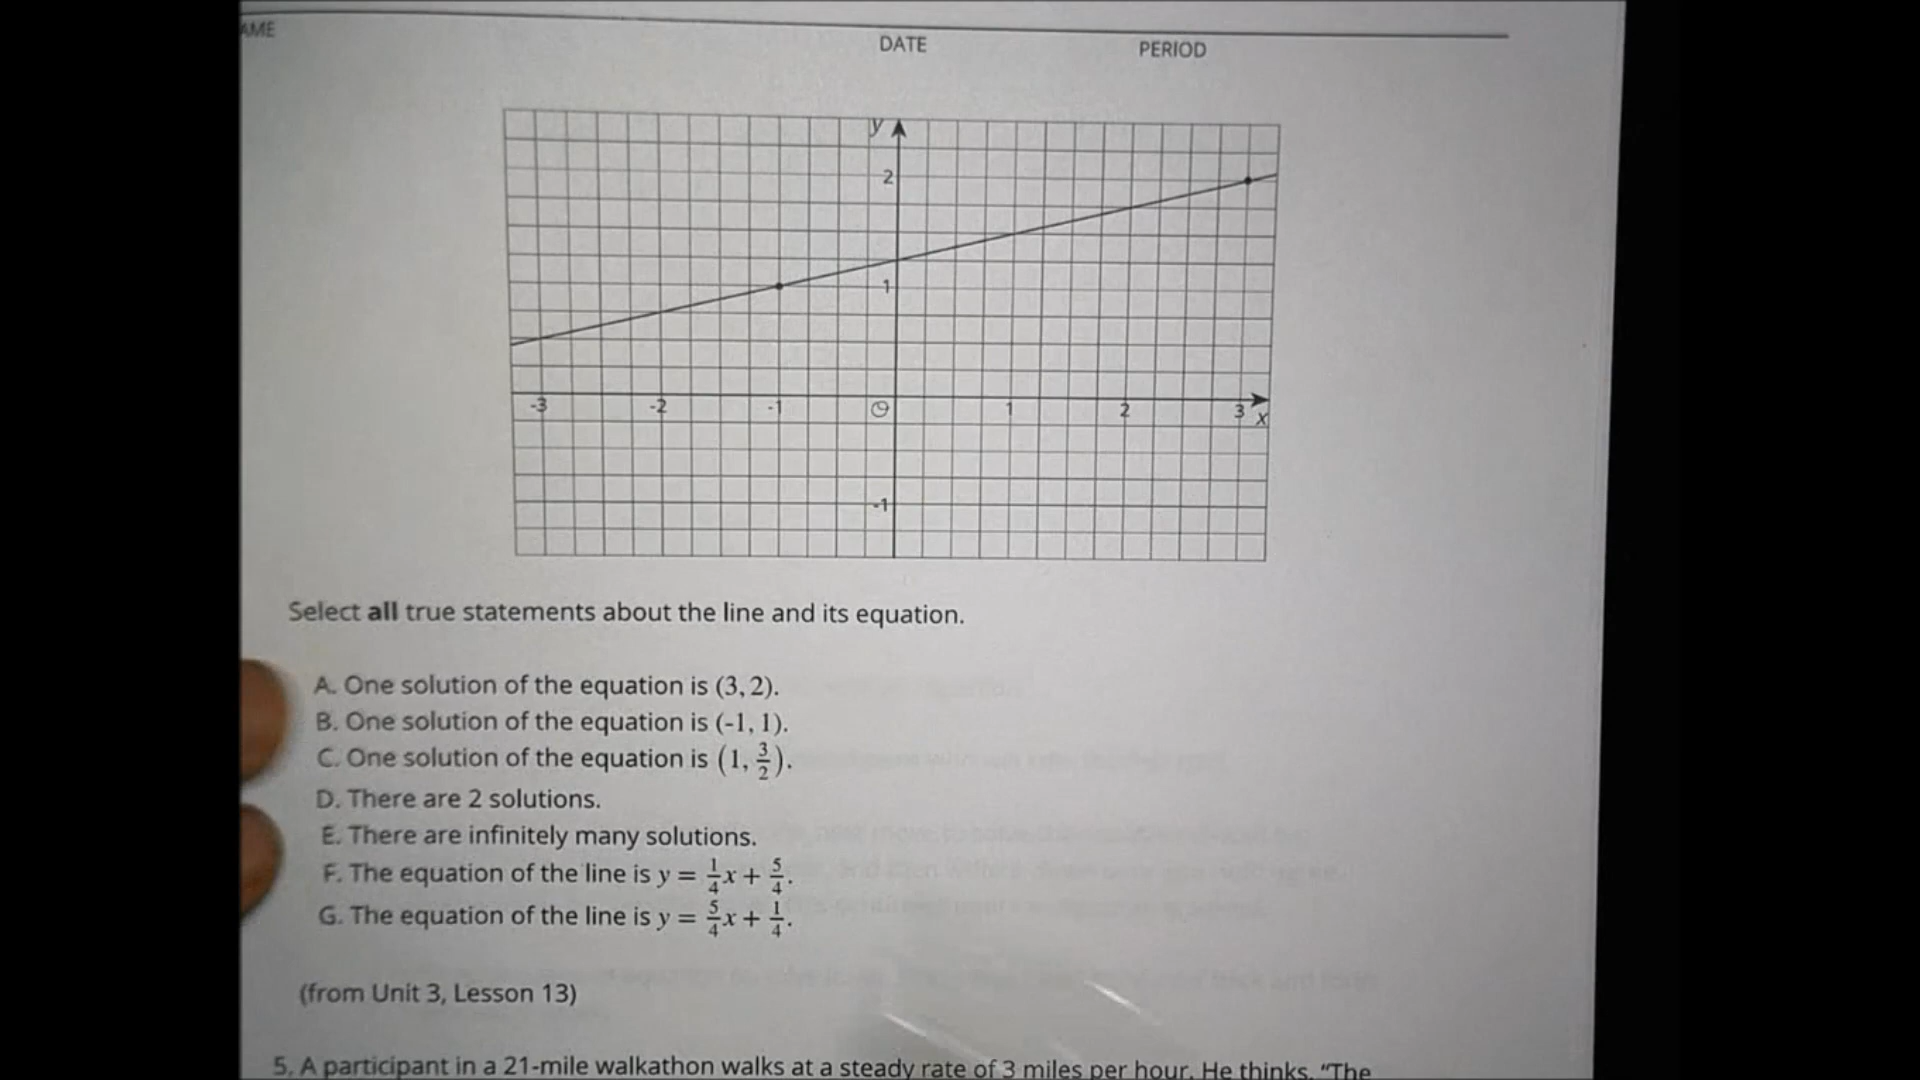 AME DATE PERIOD
y
2
1
-3 -2 -1 O 1 2 3 x
-1
Select all true statements about the line and its equation.
A. One solution of the equation is (3, 2).
B. One solution of the equation is (-1, 1).
C. One solution of the equation is (1, 3/2).
D. There are 2 solutions.
E. There are infinitely many solutions.
F. The equation of the line is y = 1/4 x + 5/4.
G. The equation of the line is y = 5/4 x + 1/4.
(from Unit 3, Lesson 13)
5. A participant in a 21-mile walkathon walks at a steady rate of 3 miles per hour. He thinks, “The